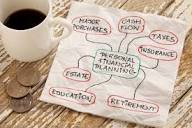 MAJOR
PURCHASES
CASH
FLOW
TAXES
INSURANCE
PERSONAL
FINANCIAL
PLANNING
ESTATE
EDUCATION
RETIREMENT